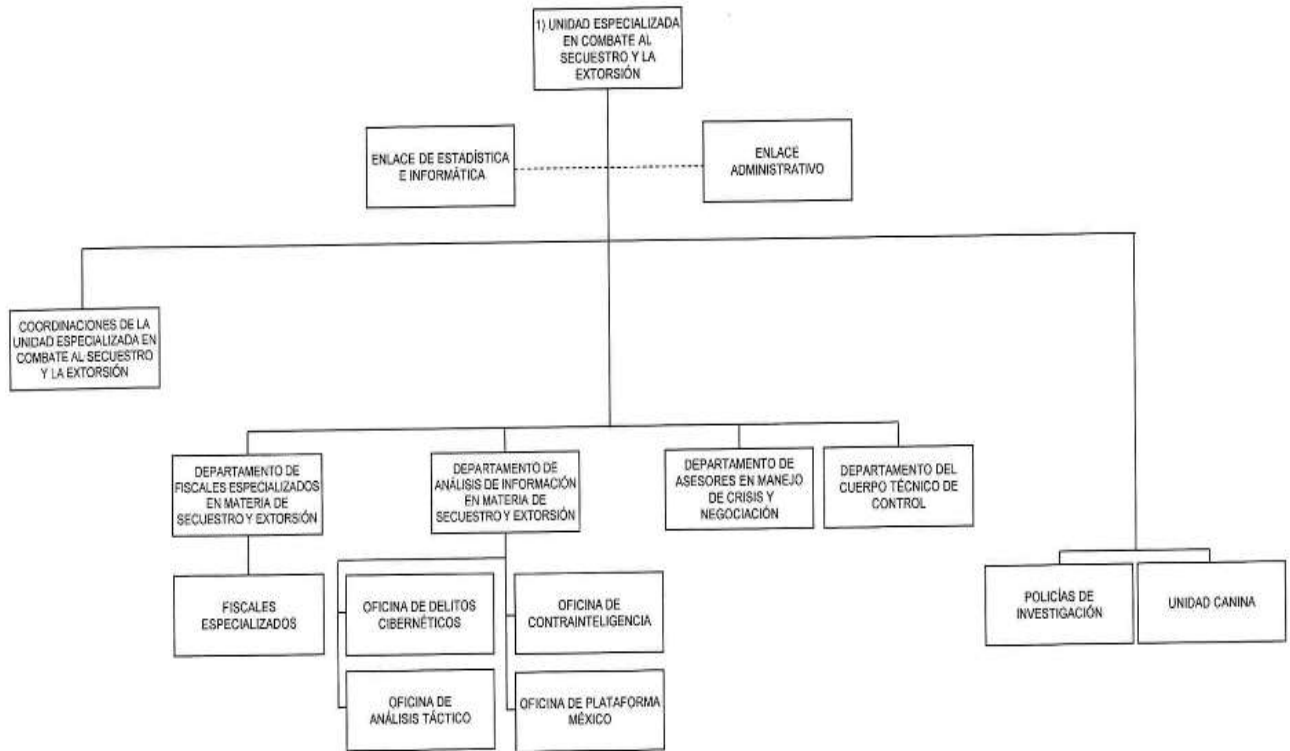 1) UNIDAD ESPECIALIZADA
EN COMBATE AL
SECUESTRO Y LA
EXTORSIÓN
ENLACE DE ESTADÍSTICA
E INFORMÁTICA
ENLACE
ADMINISTRATIVO
COORDINACIONES DE LA
UNIDAD ESPECIALIZADA EN
COMBATE AL SECUESTRO
Y LA EXTORSIÓN
DEPARTAMENTO DE
FISCALES ESPECIALIZADOS
EN MATERIA DE
SECUESTRO Y EXTORSIÓN
DEPARTAMENTO DE
ANÁLISIS DE INFORMACIÓN
EN MATERIA DE
SECUESTRO Y EXTORSIÓN
DEPARTAMENTO DE
ASESORES EN MANEJO
DE CRISIS Y
NEGOCIACIÓN
DEPARTAMENTO DEL
CUERPO TÉCNICO DE
CONTROL
FISCALES
ESPECIALIZADOS
OFICINA DE DELITOS
CIBERNÉTICOS
OFICINA DE
CONTRAINTELIGENCIA
POLICÍAS DE
INVESTIGACIÓN
UNIDAD CANINA
OFICINA DE
ANÁLISIS TÁCTICO
OFICINA DE PLATAFORMA
MÉXICO